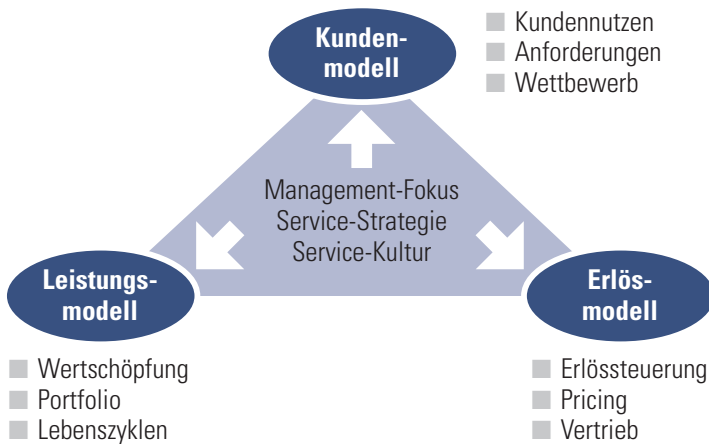 Kunden-
modell
Kundennutzen
Anforderungen
Wettbewerb
Management-Fokus
Service-Strategie
Service-Kultur
Leistungs-
modell
Wertschöpfung
Portfolio
Lebenszyklen
Erlös-
modell
Erlössteuerung
Pricing
Vertrieb